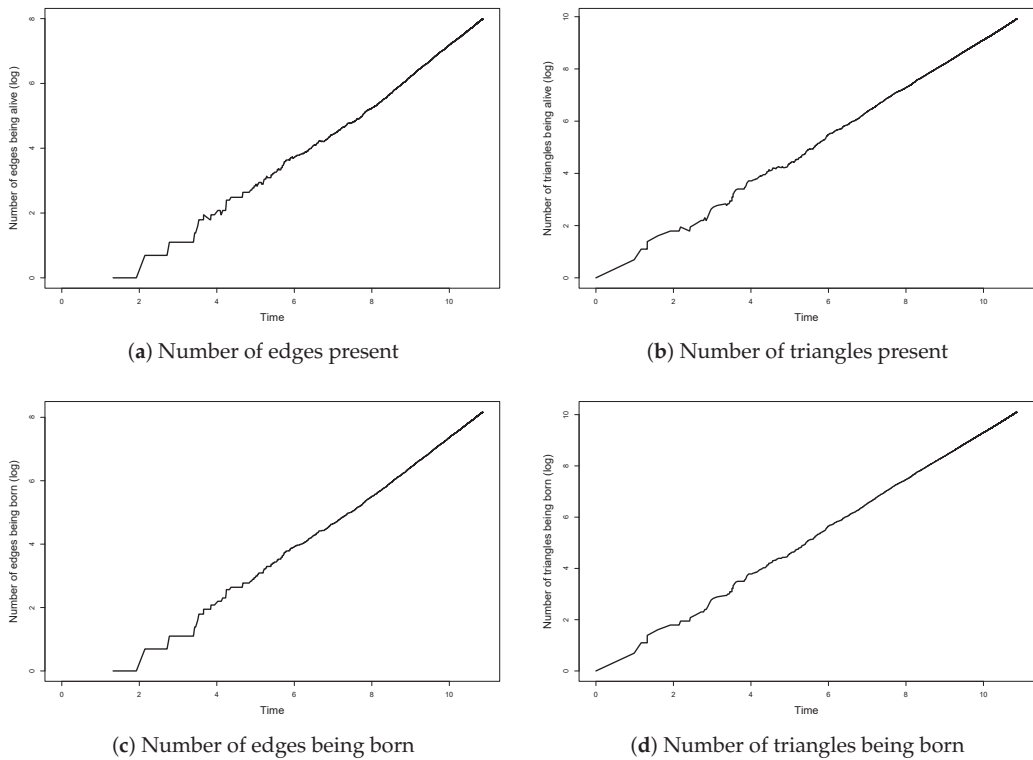 Number of edges being alive (log)
0 2 4 6 8
0 2 4 6 8 10
Time
(a) Number of edges present
Number of triangles being alive (log)
0 2 4 6 8 10
0 2 4 6 8 10
Time
(b) Number of triangles present
Number of edges being born (log)
0 2 4 6 8
0 2 4 6 8 10
Time
(c) Number of edges being born
Number of triangles being born (log)
0 2 4 6 8 10
0 2 4 6 8 10
Time
(d) Number of triangles being born